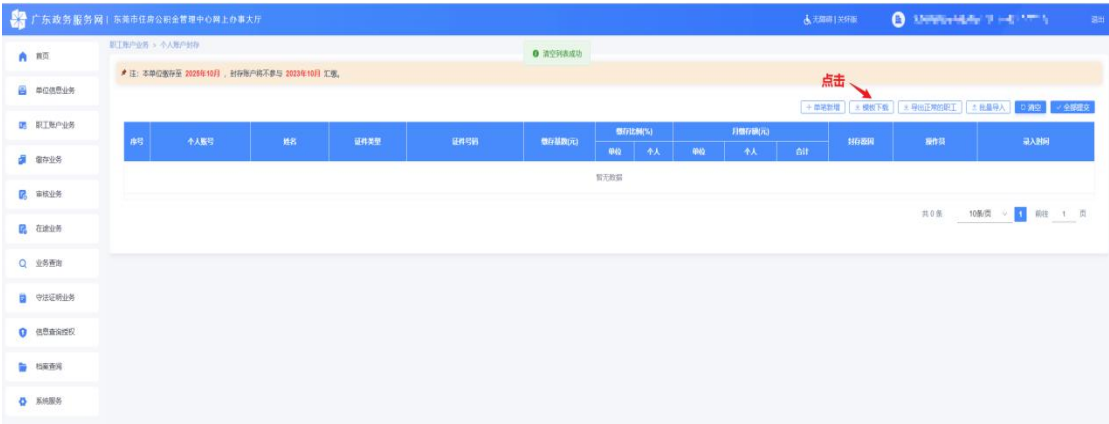 广东政务服务网 | 东莞市住房公积金管理中心网上办事大厅
无障碍 | 关怀版
退出
首页
单位信息业务
职工账户业务
缴存业务
审核业务
在途业务
业务查询
守法证明业务
信息查询授权
档案查阅
系统服务
职工账户业务 > 个人账户封存
清空列表成功
注:本单位缴存至 2025年10月 ,封存账户将不参与 2023年10月 汇缴。
点击
+ 单笔新增 模板下载 导出正常的职工 批量导入 清空 全部提交
序号 个人账号 姓名 证件类型 证件号码 缴存基数(元) 缴存比例(%) 月缴存额(元) 封存原因 操作员 录入时间
单位 个人 单位 个人 合计
暂无数据
共 0 条 10条/页 1 前往 1 页